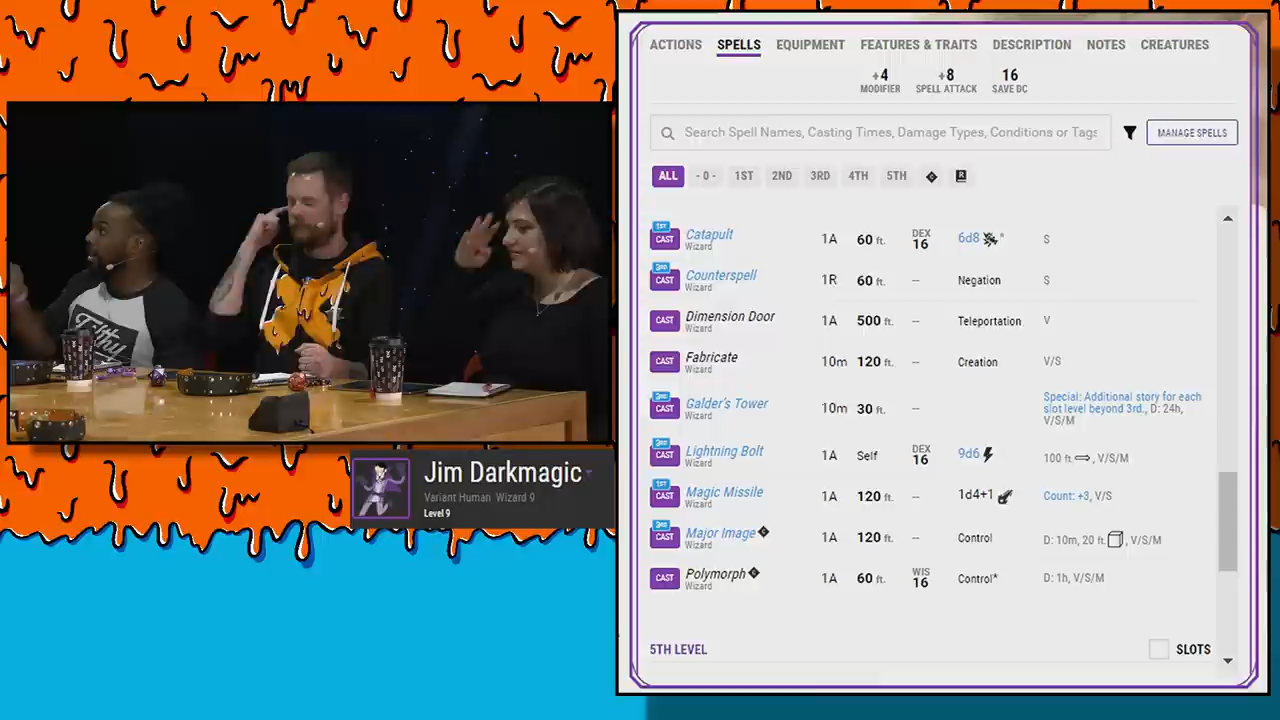 ACTIONS SPELLS EQUIPMENT FEATURES & TRAITS DESCRIPTION NOTES CREATURES
+4 +8 16
MODIFIER SPELL ATTACK SAVE DC
Search Spell Names, Casting Times, Damage Types, Conditions or Tags
MANAGE SPELLS
ALL - 0 - 1ST 2ND 3RD 4TH 5TH
1ST CAST Catapult Wizard 1A 60 ft. DEX 16 6d8 * S
3RD CAST Counterspell Wizard 1R 60 ft. -- Negation S
CAST Dimension Door Wizard 1A 500 ft. -- Teleportation V
CAST Fabricate Wizard 10m 120 ft. -- Creation V/S
3RD CAST Galder's Tower Wizard 10m 30 ft. -- Special: Additional story for each
slot level beyond 3rd., D: 24h,
V/S/M
3RD CAST Lightning Bolt Wizard 1A Self DEX 16 9d6 100 ft. , V/S/M
1ST CAST Magic Missile Wizard 1A 120 ft. -- 1d4+1 Count: +3, V/S
3RD CAST Major Image Wizard 1A 120 ft. -- Control D: 10m, 20 ft. , V/S/M
CAST Polymorph Wizard 1A 60 ft. WIS 16 Control* D: 1h, V/S/M
5TH LEVEL SLOTS
Filthy
Jim Darkmagic
Variant Human Wizard 9
Level 9